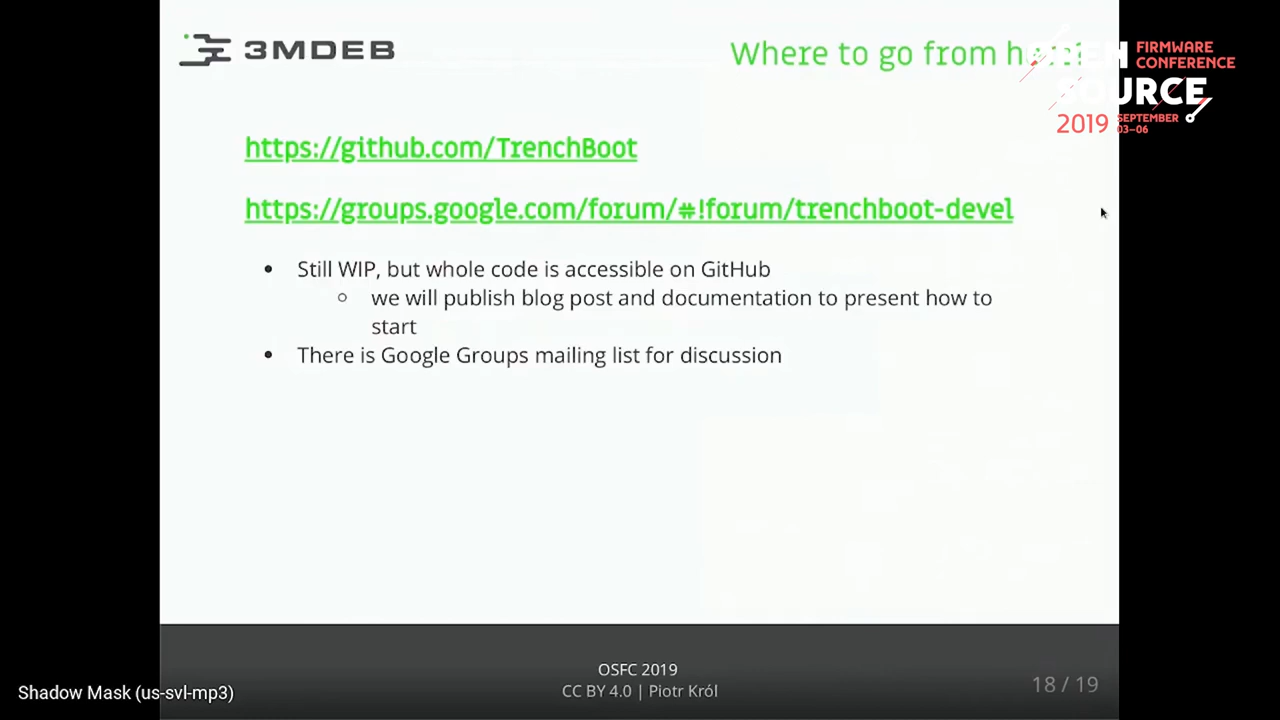 3MDEB
Where to go from here?
OPEN
SOURCE
FIRMWARE
CONFERENCE
2019
SEPTEMBER
03–06
https://github.com/TrenchBoot
https://groups.google.com/forum/#!forum/trenchboot-devel
Still WIP, but whole code is accessible on GitHub
we will publish blog post and documentation to present how to
start
There is Google Groups mailing list for discussion
OSFC 2019
CC BY 4.0 | Piotr Król
18 / 19
Shadow Mask (us-svl-mp3)